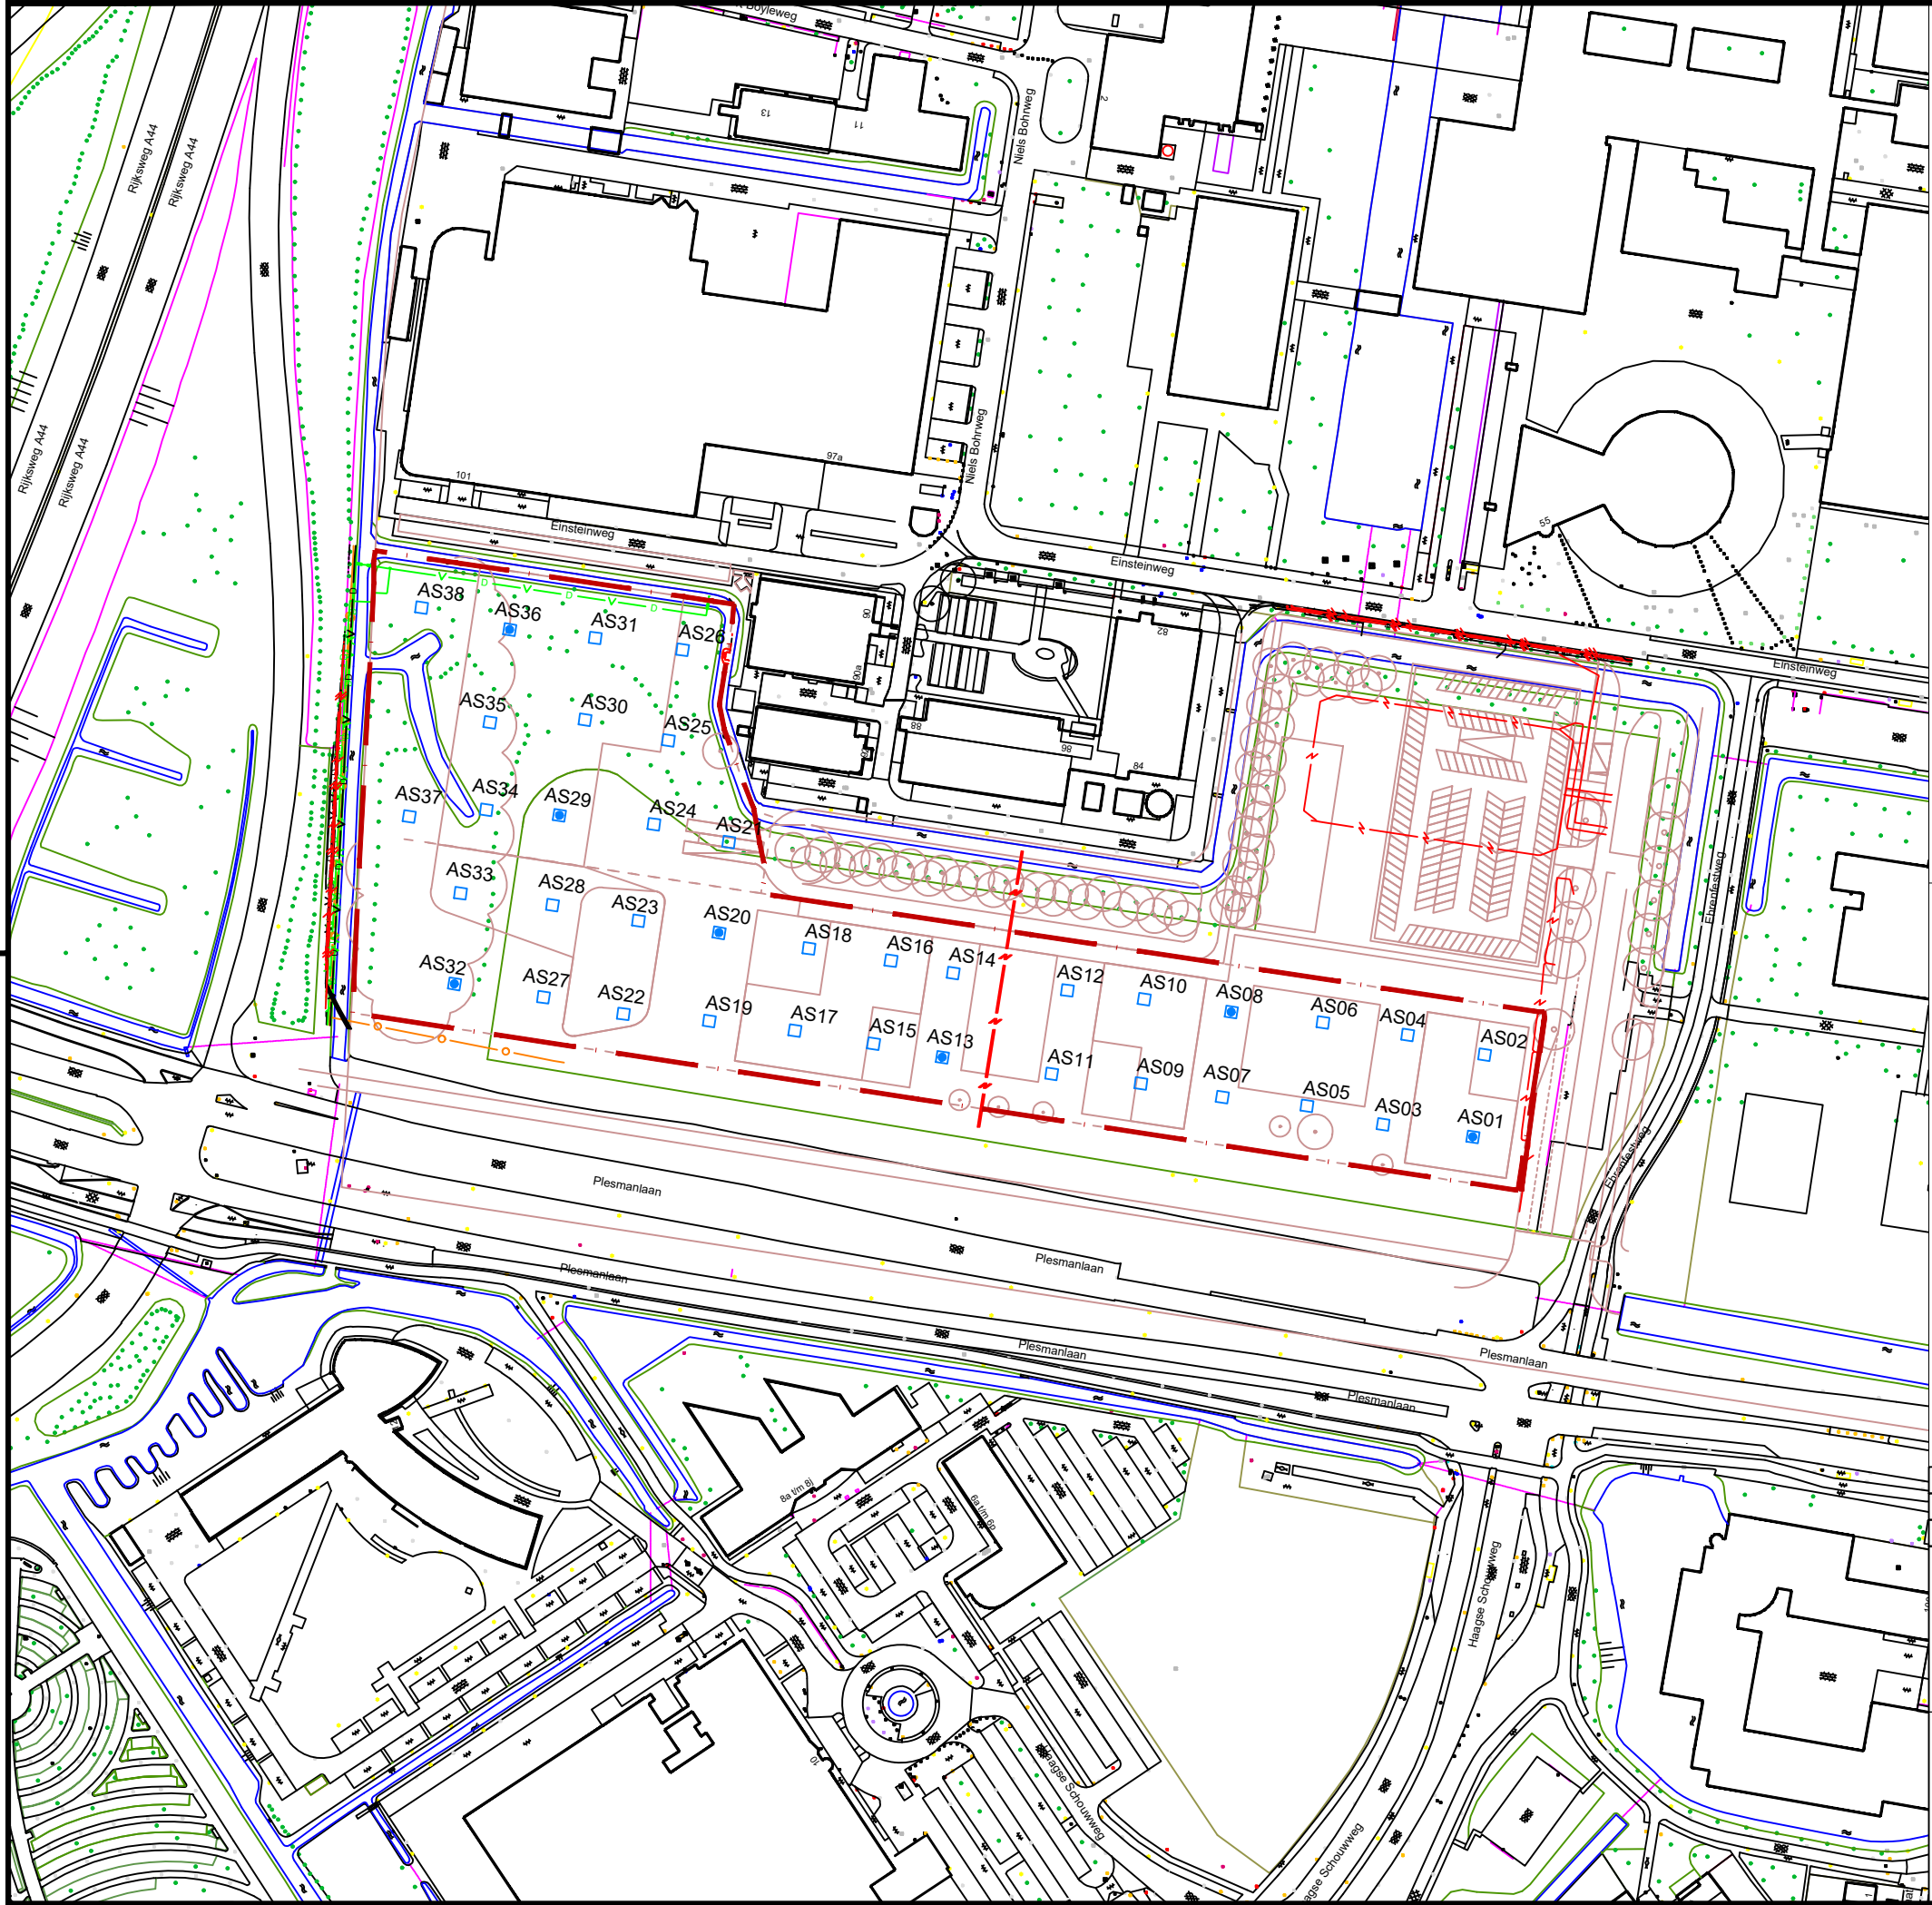 Boyleweg
Rijksweg A44
Rijksweg A44
Niels Bohrweg
13
11
2
Rijksweg A44
Rijksweg A44
Niels Bohrweg
97a
101
55
Einsteinweg
Einsteinweg
Einsteinweg
90
90a
82
88
86
84
AS38
AS36
AS31
AS26
AS35
AS30
AS25
AS37
AS34
AS29
AS24
AS21
AS33
AS28
AS23
AS20
AS18
AS16
AS14
AS12
AS10
AS08
AS06
AS04
AS02
AS32
AS27
AS22
AS19
AS17
AS15
AS13
AS11
AS09
AS07
AS05
AS03
AS01
Ehrenfestweg
Ehrenfestweg
Plesmanlaan
Plesmanlaan
Plesmanlaan
Plesmanlaan
Plesmanlaan
Plesmanlaan
8a t/m 8j
6a t/m 6p
10
Haagse Schouwweg
Haagse Schouwweg
Haagse Schouwweg
1